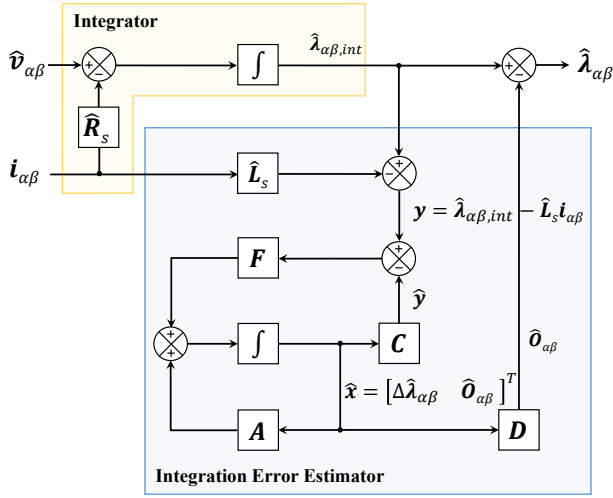 Integrator
v̂αβ
+
−
∫
λ̂αβ,int
+
−
λ̂αβ
R̂s
iαβ
L̂s
+
−
y = λ̂αβ,int − L̂s iαβ
F
+
−
ŷ
+
+
∫
C
Ôαβ
x̂ = [Δλ̂αβ Ôαβ]ᵀ
A
D
Integration Error Estimator